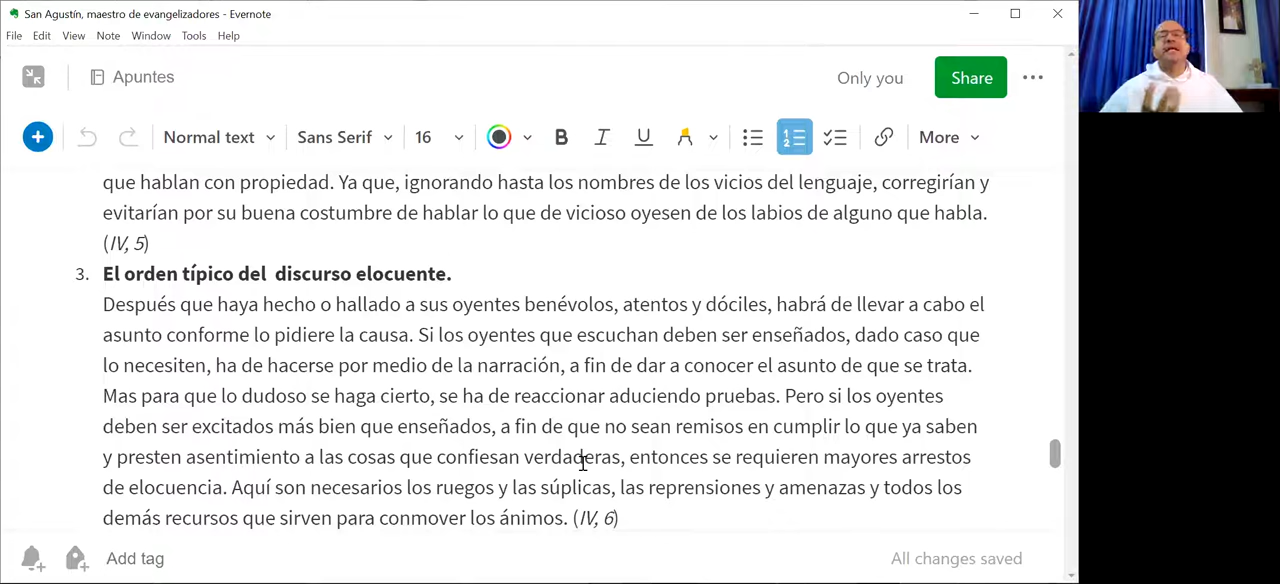 San Agustín, maestro de evangelizadores - Evernote
File Edit View Note Window Tools Help
Apuntes
Only you
Share
Normal text
Sans Serif
16
B I U
More
que hablan con propiedad. Ya que, ignorando hasta los nombres de los vicios del lenguaje, corregirían y
evitarían por su buena costumbre de hablar lo que de vicioso oyesen de los labios de alguno que habla.
(IV, 5)
3. El orden típico del discurso elocuente.
Después que haya hecho o hallado a sus oyentes benévolos, atentos y dóciles, habrá de llevar a cabo el
asunto conforme lo pidiere la causa. Si los oyentes que escuchan deben ser enseñados, dado caso que
lo necesiten, ha de hacerse por medio de la narración, a fin de dar a conocer el asunto de que se trata.
Mas para que lo dudoso se haga cierto, se ha de reaccionar aduciendo pruebas. Pero si los oyentes
deben ser excitados más bien que enseñados, a fin de que no sean remisos en cumplir lo que ya saben
y presten asentimiento a las cosas que confiesan verdaderas, entonces se requieren mayores arrestos
de elocuencia. Aquí son necesarios los ruegos y las súplicas, las reprensiones y amenazas y todos los
demás recursos que sirven para conmover los ánimos. (IV, 6)
Add tag
All changes saved